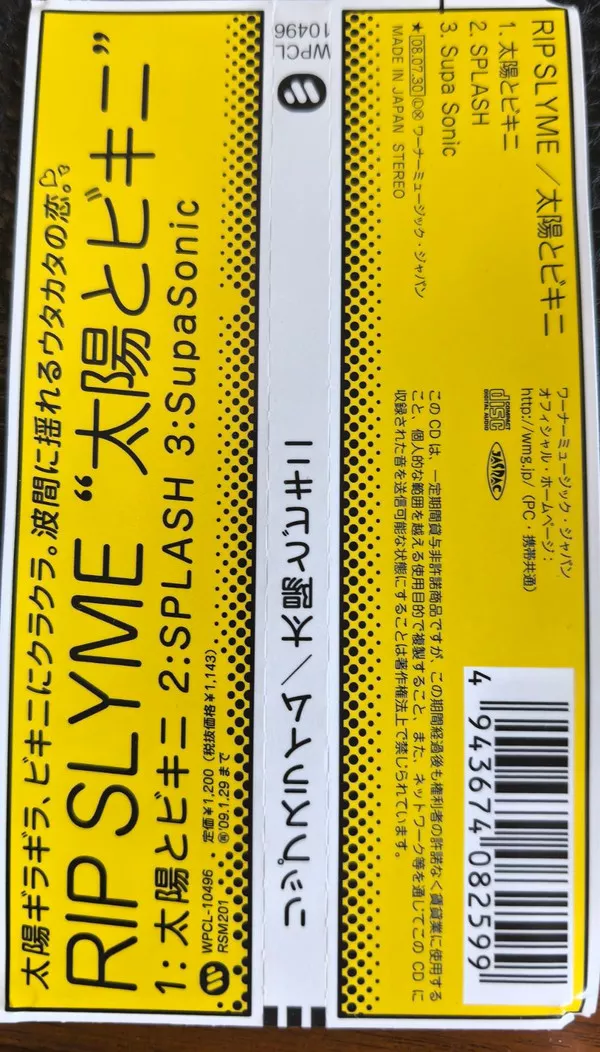 太陽ギラギラ、ビキニにクラクラ。波間に揺れるウタカタの恋。
RIP SLYME “太陽とビキニ”
1:太陽とビキニ 2:SPLASH 3:SupaSonic
WPCL-10496 定価¥1,200 (税抜価格¥1,143)
RSM201 ㊕'09.1.29まで
WPCL
10496
リップスライム／太陽とビキニ
RIP SLYME／太陽とビキニ
1. 太陽とビキニ
2. SPLASH
3. Supa Sonic
★08.07.30ⓁⓍ ワーナーミュージック・ジャパン
MADE IN JAPAN STEREO
ワーナーミュージック・ジャパン
オフィシャル・ホームページ：
http://wmg.jp/（PC・携帯共通）
COMPACT
disc
DIGITAL AUDIO
JASRAC
このCDは、一定期間貸与非許諾商品ですが、この期間経過後も権利者の許諾なく賃貸業に使用する
こと、個人的な範囲を越える使用目的で複製すること、また、ネットワーク等を通じてこのCDに
収録された音を送信可能な状態にすることは著作権法上で禁じられています。
4 943674 082599